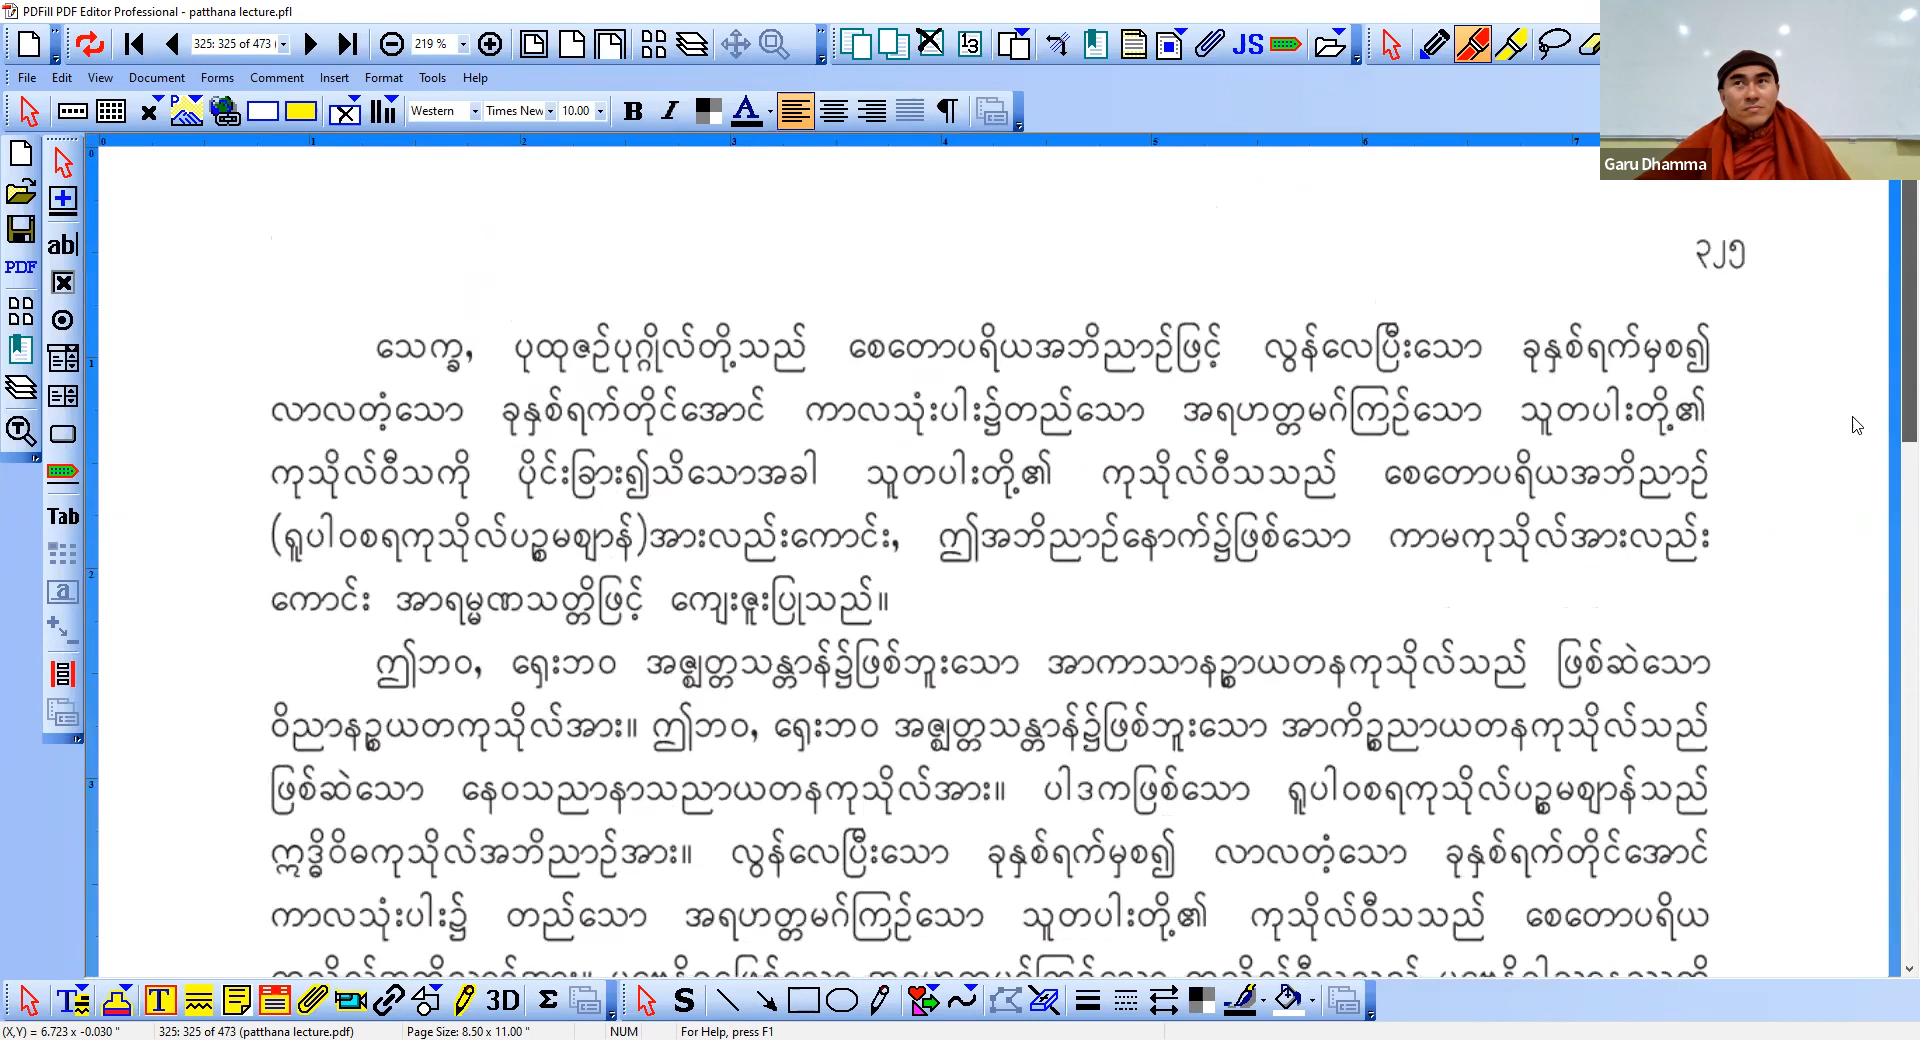 PDFill PDF Editor Professional - patthana lecture.pfl
325: 325 of 473 (
219 %
JS
File Edit View Document Forms Comment Insert Format Tools Help
Western Times New 10.00 B I A ¶
Garu Dhamma
ab|
PDF
Tab
၃၂၅
သေက္ခ, ပုထုဇဉ်ပုဂ္ဂိုလ်တို့သည် စေတောပရိယအဘိညာဉ်ဖြင့် လွန်လေပြီးသော ခုနှစ်ရက်မှစ၍
လာလတံ့သော ခုနှစ်ရက်တိုင်အောင် ကာလသုံးပါး၌တည်သော အရဟတ္တမဂ်ကြဉ်သော သူတပါးတို့၏
ကုသိုလ်ဝီသကို ပိုင်းခြား၍သိသောအခါ သူတပါးတို့၏ ကုသိုလ်ဝီသသည် စေတောပရိယအဘိညာဉ်
(ရူပါဝစရကုသိုလ်ပဉ္စမဈာန်)အားလည်းကောင်း, ဤအဘိညာဉ်နောက်၌ဖြစ်သော ကာမကုသိုလ်အားလည်း
ကောင်း အာရမ္မဏသတ္တိဖြင့် ကျေးဇူးပြုသည်။
ဤဘဝ, ရှေးဘဝ အဇ္ဈတ္တသန္တာန်၌ဖြစ်ဘူးသော အာကာသာနဉ္စာယတနကုသိုလ်သည် ဖြစ်ဆဲသော
ဝိညာနဉ္စယတကုသိုလ်အား။ ဤဘဝ, ရှေးဘဝ အဇ္ဈတ္တသန္တာန်၌ဖြစ်ဘူးသော အာကိဉ္စညာယတနကုသိုလ်သည်
ဖြစ်ဆဲသော နေဝသညာနာသညာယတနကုသိုလ်အား။ ပါဒကဖြစ်သော ရူပါဝစရကုသိုလ်ပဉ္စမဈာန်သည်
ဣဒ္ဓိဝိဓကုသိုလ်အဘိညာဉ်အား။ လွန်လေပြီးသော ခုနှစ်ရက်မှစ၍ လာလတံ့သော ခုနှစ်ရက်တိုင်အောင်
ကာလသုံးပါး၌ တည်သော အရဟတ္တမဂ်ကြဉ်သော သူတပါးတို့၏ ကုသိုလ်ဝီသသည် စေတောပရိယ
3D Σ S
(X,Y) = 6.723 x -0.030 " 325: 325 of 473 (patthana lecture.pdf) Page Size: 8.50 x 11.00 " NUM For Help, press F1